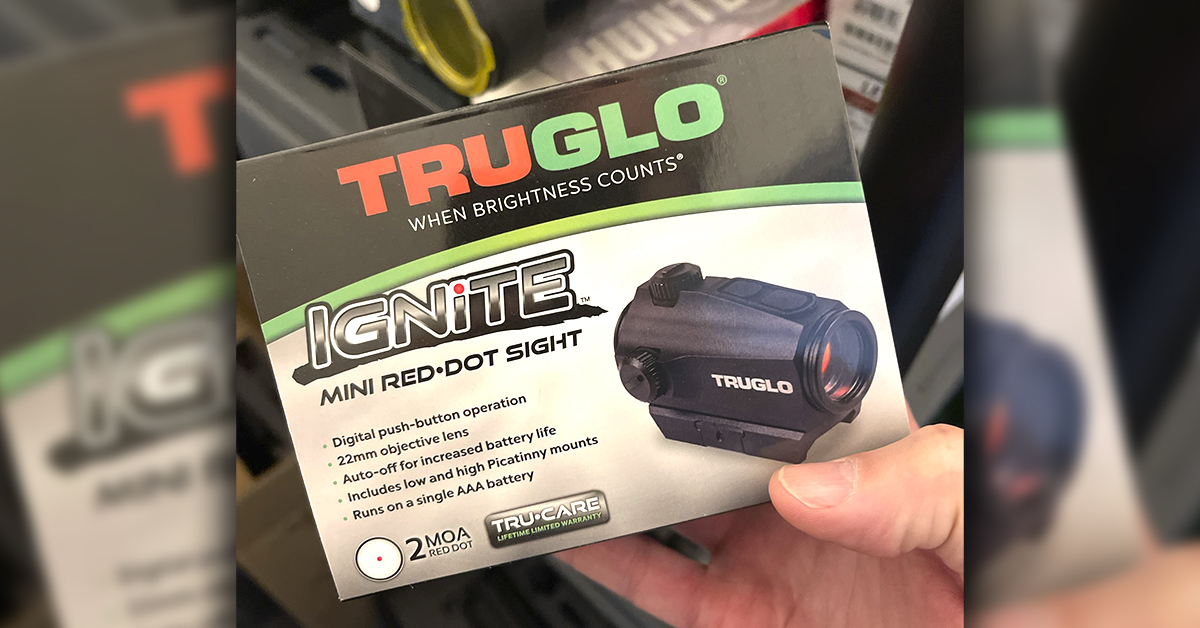 HUNTE
TRUGLO®
WHEN BRIGHTNESS COUNTS®
IGNiTE™
MINI RED•DOT SIGHT
• Digital push-button operation
• 22mm objective lens
• Auto-off for increased battery life
• Includes low and high Picatinny mounts
• Runs on a single AAA battery
TRUGLO
2 MOA
RED DOT
TRU•CARE
LIFETIME LIMITED WARRANTY